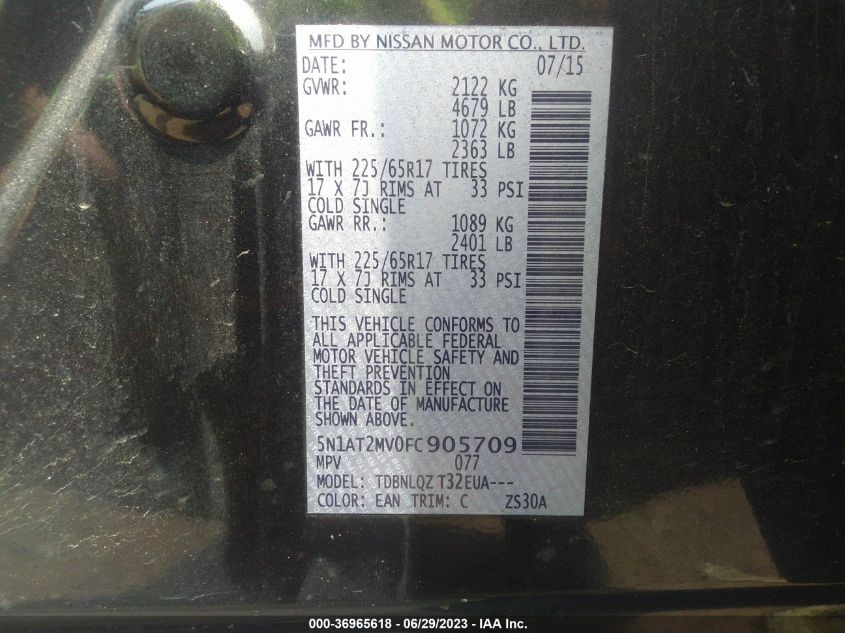 MFD BY NISSAN MOTOR CO., LTD.
DATE: 07/15
GVWR: 2122 KG
4679 LB
GAWR FR.: 1072 KG
2363 LB
WITH 225/65R17 TIRES
17 X 7J RIMS AT 33 PSI
COLD SINGLE
GAWR RR.: 1089 KG
2401 LB
WITH 225/65R17 TIRES
17 X 7J RIMS AT 33 PSI
COLD SINGLE
THIS VEHICLE CONFORMS TO
ALL APPLICABLE FEDERAL
MOTOR VEHICLE SAFETY AND
THEFT PREVENTION
STANDARDS IN EFFECT ON
THE DATE OF MANUFACTURE
SHOWN ABOVE.
5N1AT2MV0FC905709
MPV 077
MODEL: TDBNLQZ T32EUA---
COLOR: EAN TRIM: C ZS30A
000-36965618 - 06/29/2023 - IAA Inc.